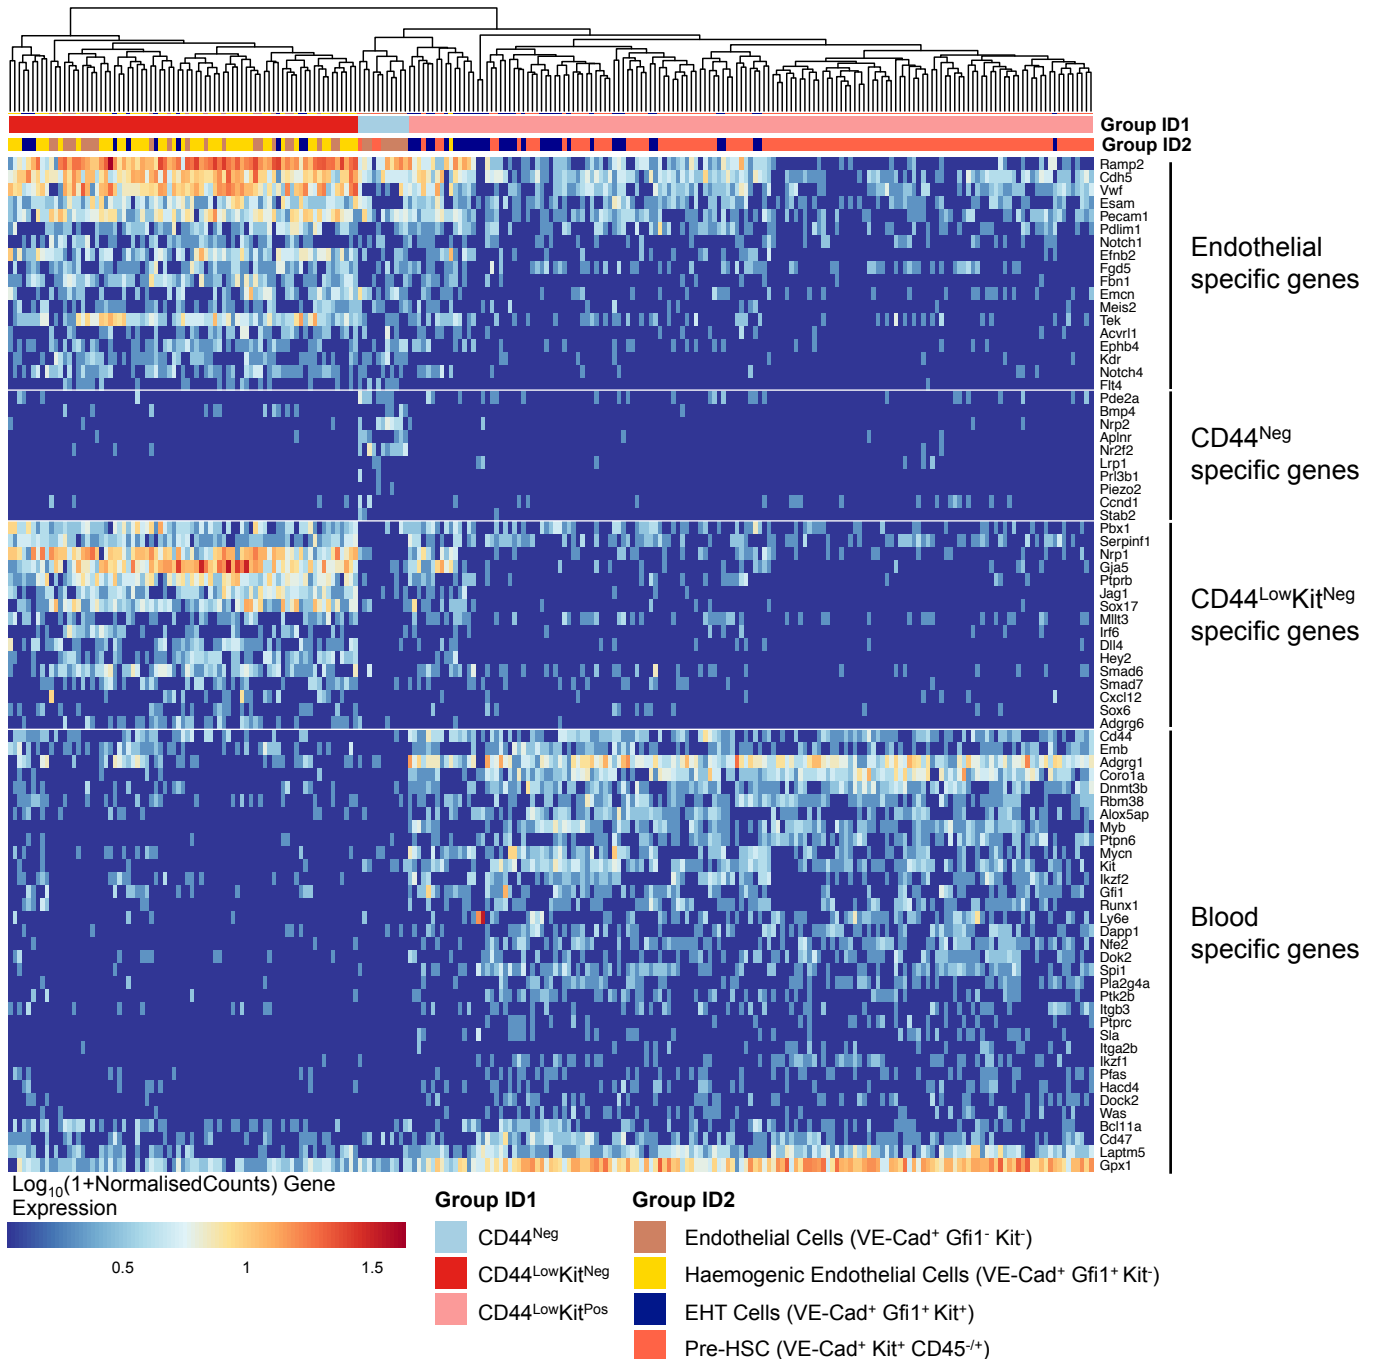 Group ID1
Group ID2
Ramp2
Cdh5
Vwf
Esam
Pecam1
Pdlim1
Notch1
Efnb2
Fgd5
Fbn1
Emcn
Meis2
Tek
Acvrl1
Ephb4
Kdr
Notch4
Flt4
Endothelial
specific genes
Pde2a
Bmp4
Nrp2
Aplnr
Nr2f2
Lrp1
Prl3b1
Piezo2
Ccnd1
Stab2
CD44Neg
specific genes
Pbx1
Serpinf1
Nrp1
Gja5
Ptprb
Jag1
Sox17
Mllt3
Irf6
Dll4
Hey2
Smad6
Smad7
Cxcl12
Sox6
Adgrg6
CD44LowKitNeg
specific genes
Cd44
Emb
Adgrg1
Coro1a
Dnmt3b
Rbm38
Alox5ap
Myb
Ptpn6
Mycn
Kit
Ikzf2
Gfi1
Runx1
Ly6e
Dapp1
Nfe2
Dok2
Spi1
Pla2g4a
Ptk2b
Itgb3
Ptprc
Sla
Itga2b
Ikzf1
Pfas
Hacd4
Dock2
Was
Bcl11a
Cd47
Laptm5
Gpx1
Blood
specific genes
Log10(1+NormalisedCounts) Gene
Expression
0.5 1 1.5
Group ID1
CD44Neg
CD44LowKitNeg
CD44LowKitPos
Group ID2
Endothelial Cells (VE-Cad+ Gfi1- Kit-)
Haemogenic Endothelial Cells (VE-Cad+ Gfi1+ Kit-)
EHT Cells (VE-Cad+ Gfi1+ Kit+)
Pre-HSC (VE-Cad+ Kit+ CD45-/+)